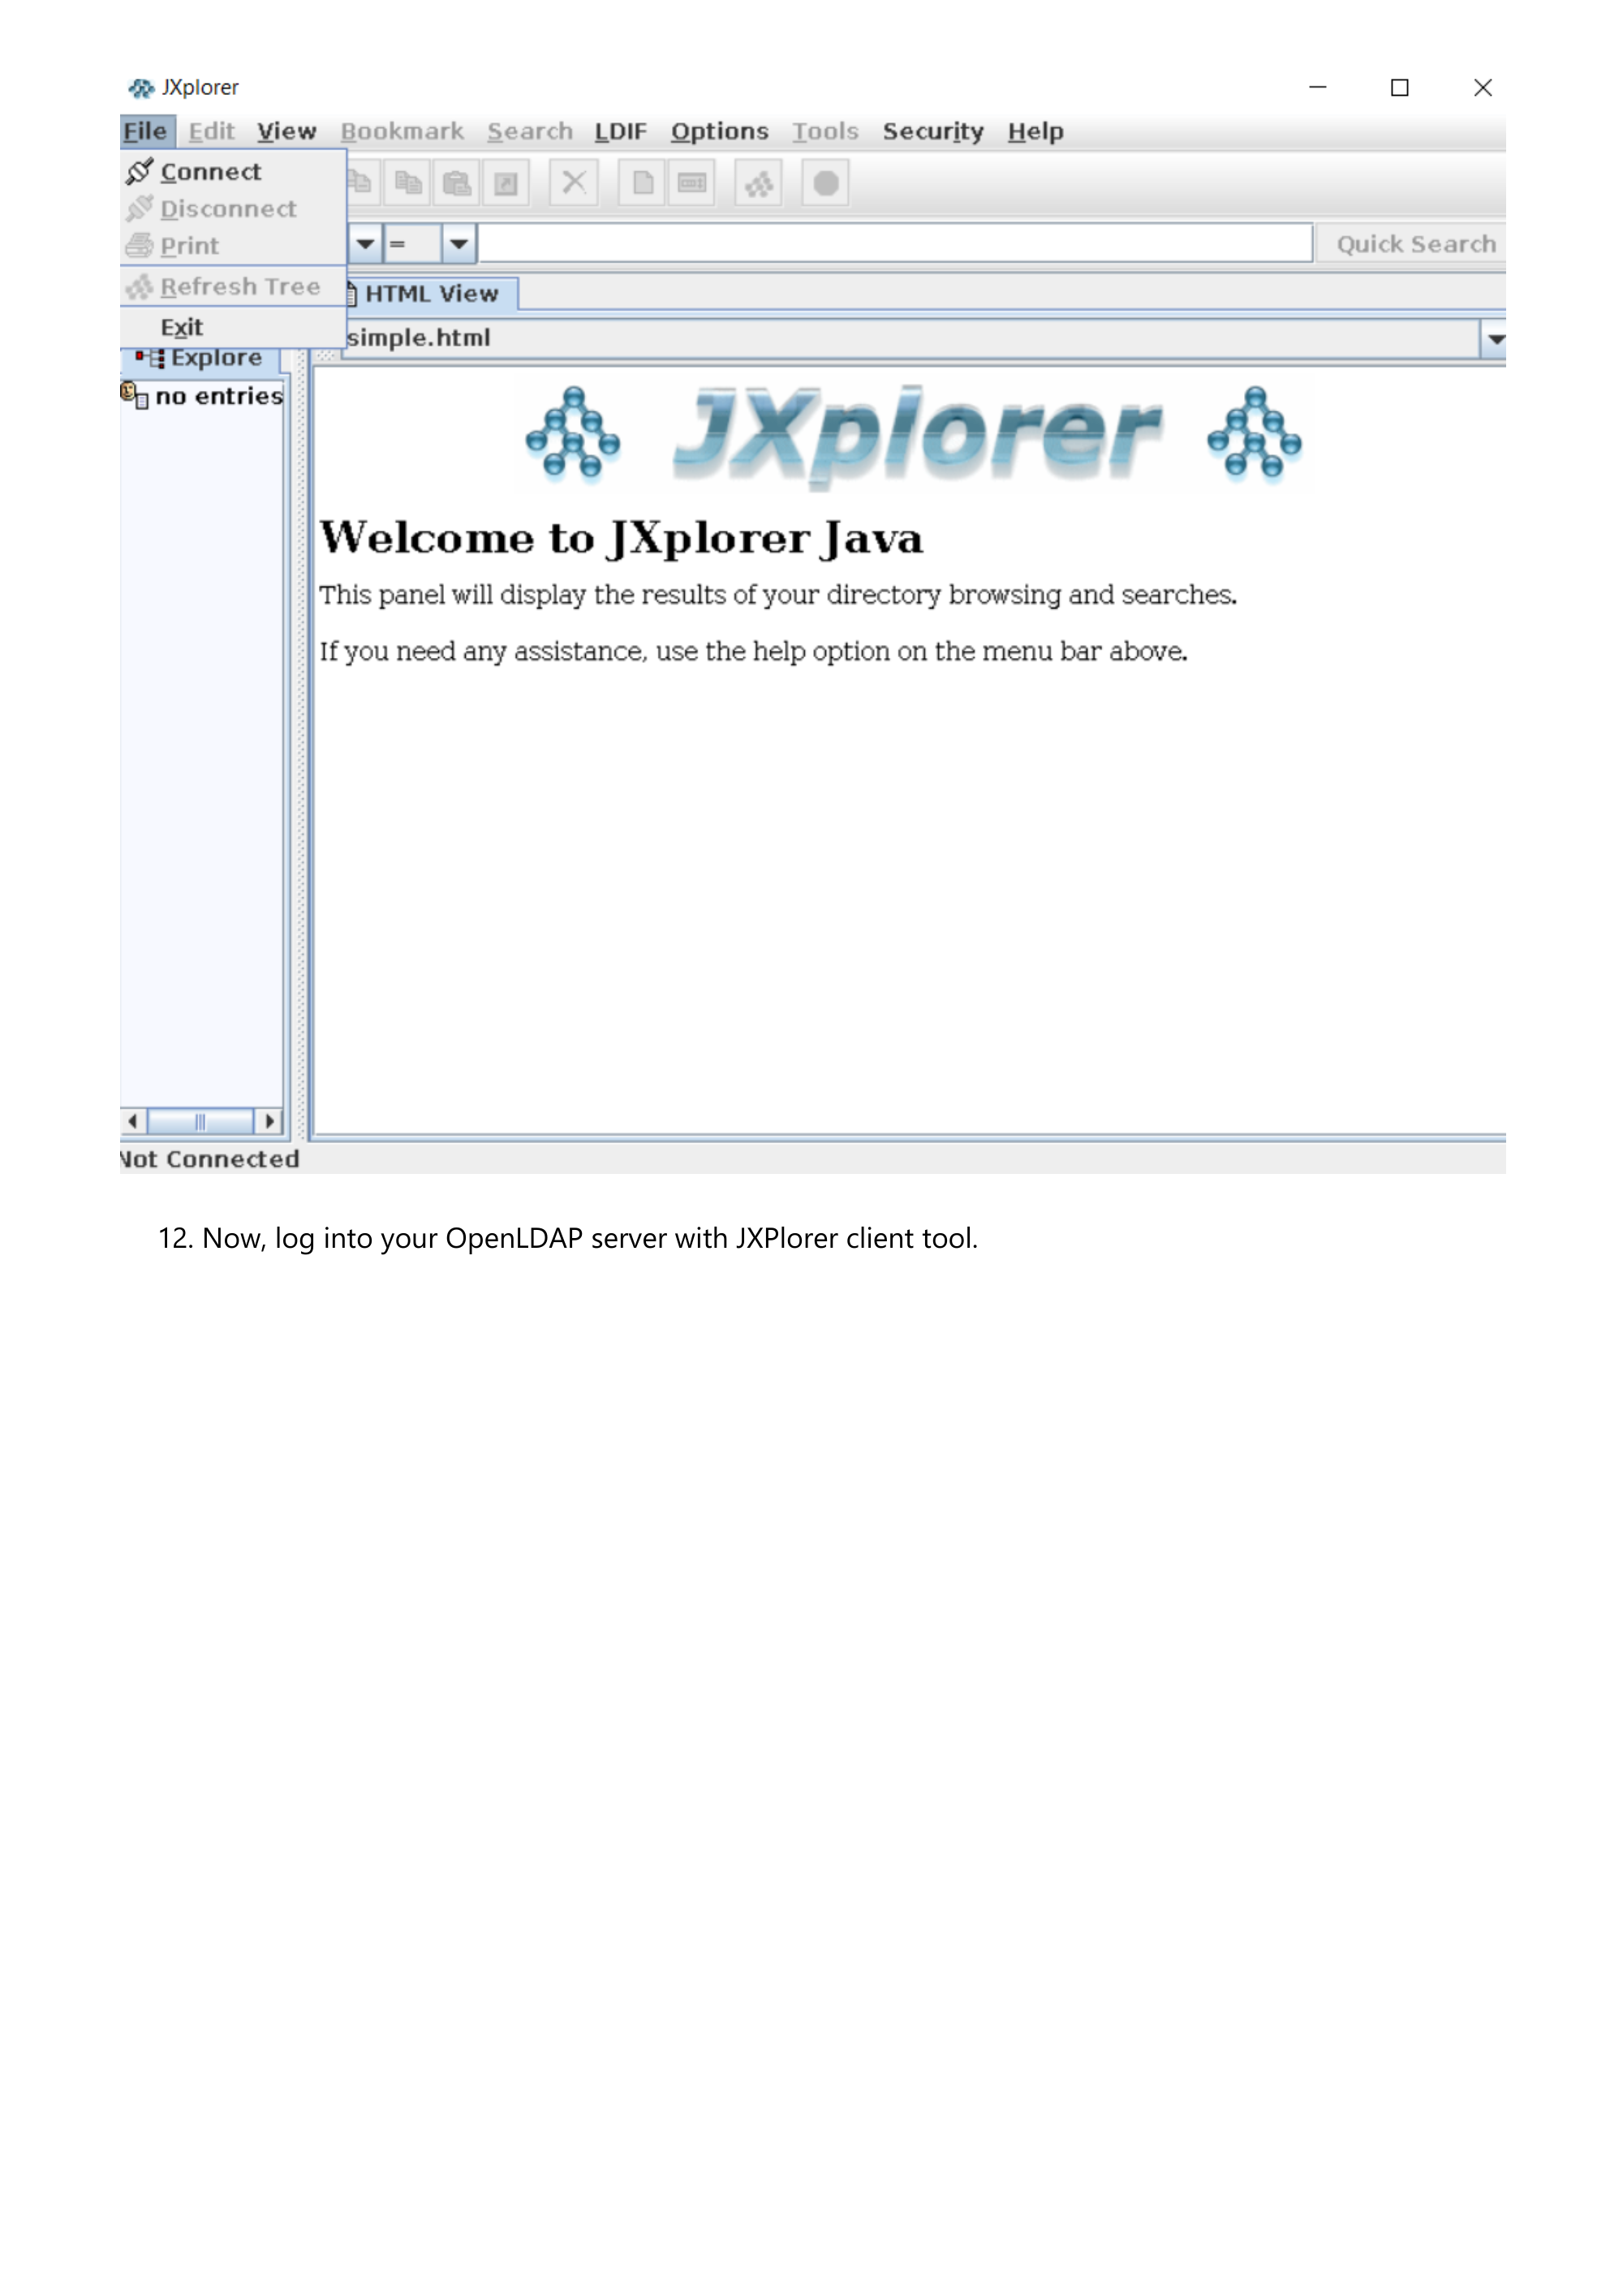 JXplorer
File Edit View Bookmark Search LDIF Options Tools Security Help
Connect
Disconnect
Print
Refresh Tree
Exit
=
Quick Search
HTML View
simple.html
Explore
no entries
JXplorer
Welcome to JXplorer Java
This panel will display the results of your directory browsing and searches.
If you need any assistance, use the help option on the menu bar above.
Not Connected
12. Now, log into your OpenLDAP server with JXPlorer client tool.